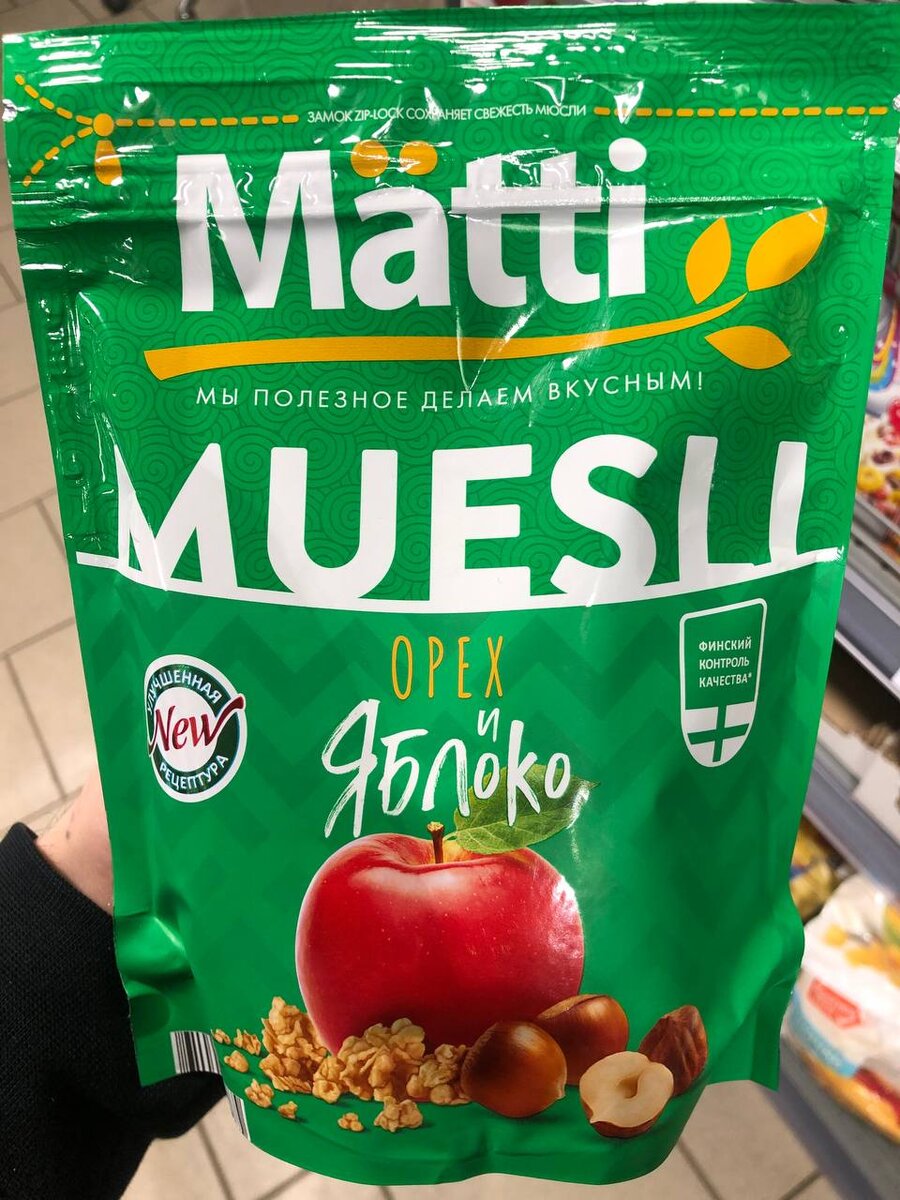 ЗАМОК ZIP-LOCK СОХРАНЯЕТ СВЕЖЕСТЬ МЮСЛИ
Mätti
МЫ ПОЛЕЗНОЕ ДЕЛАЕМ ВКУСНЫМ!
MUESLI
ОРЕХ
и
Яблоко
УЛУЧШЕННАЯ
New
РЕЦЕПТУРА
ФИНСКИЙ
КОНТРОЛЬ
КАЧЕСТВА*